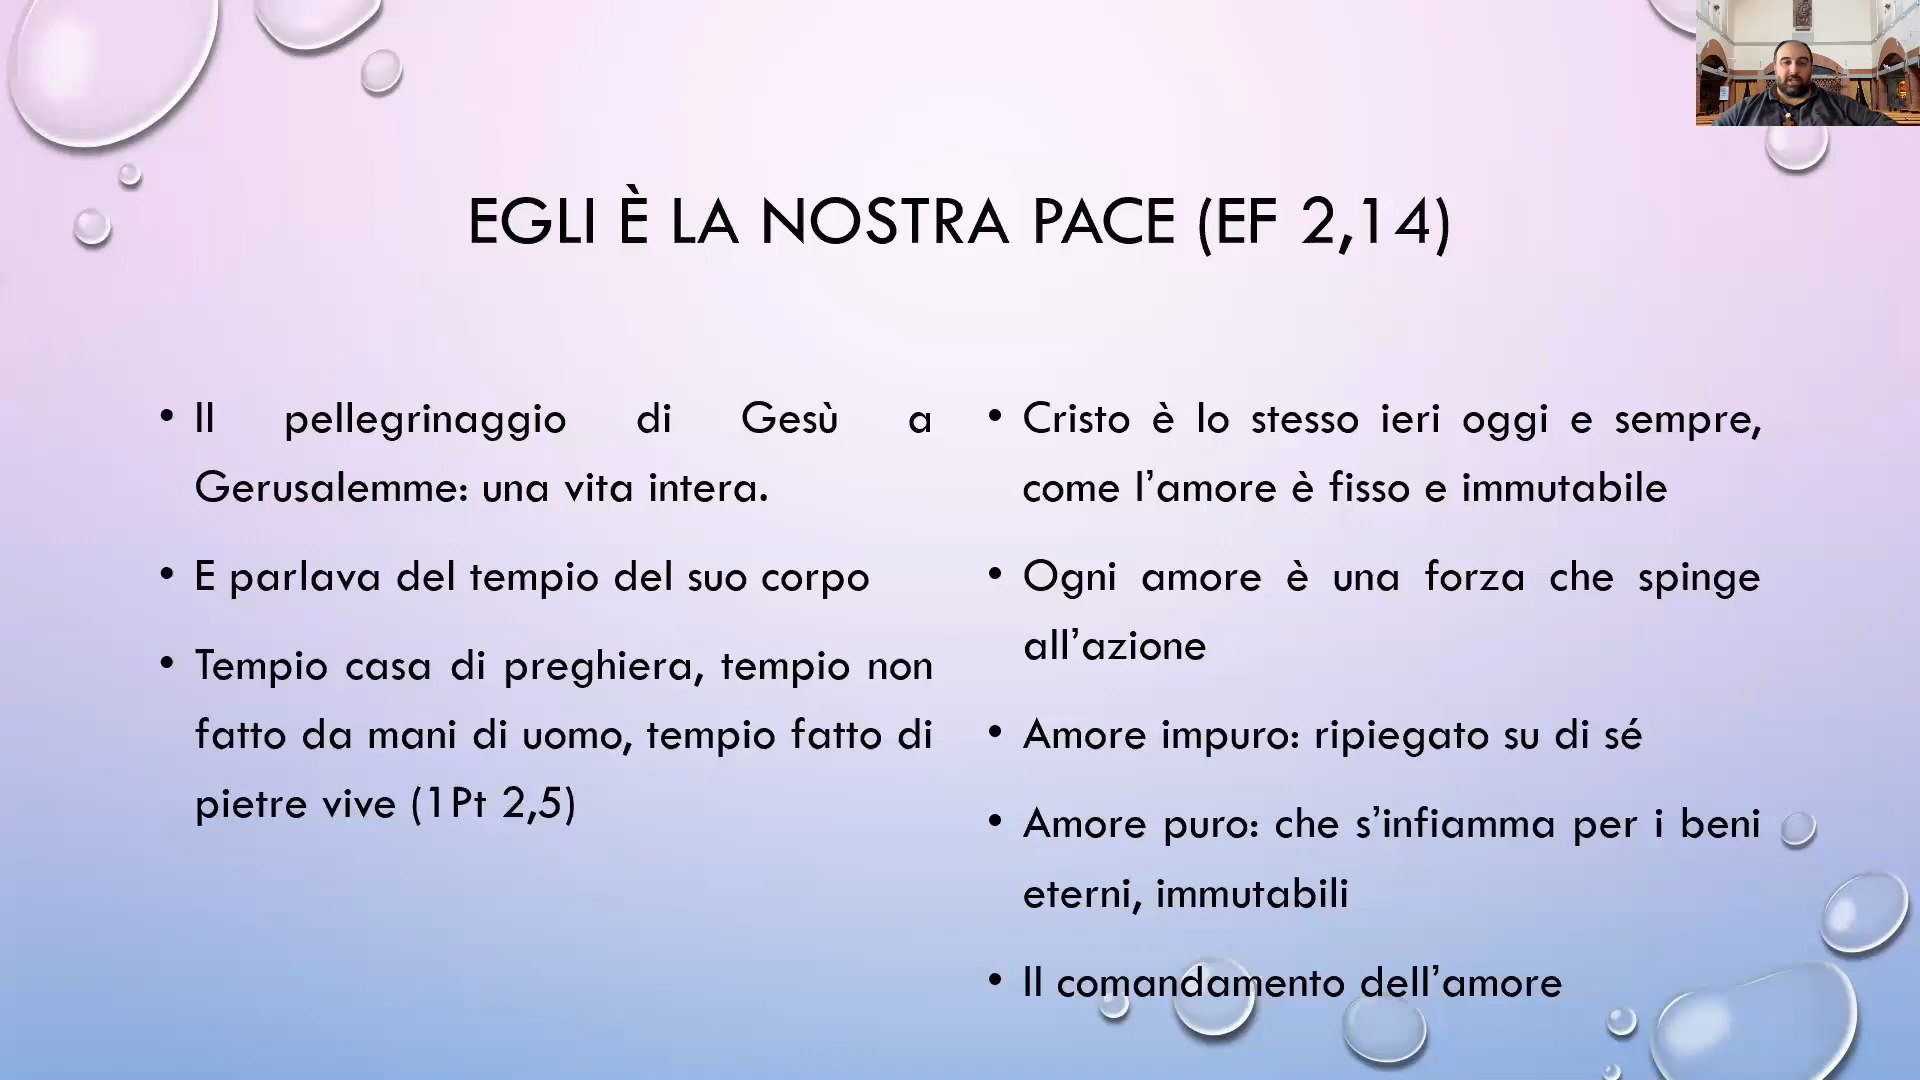 EGLI È LA NOSTRA PACE (EF 2,14)
• Il pellegrinaggio di Gesù a
Gerusalemme: una vita intera.
• E parlava del tempio del suo corpo
• Tempio casa di preghiera, tempio non
fatto da mani di uomo, tempio fatto di
pietre vive (1Pt 2,5)
• Cristo è lo stesso ieri oggi e sempre,
come l’amore è fisso e immutabile
• Ogni amore è una forza che spinge
all’azione
• Amore impuro: ripiegato su di sé
• Amore puro: che s’infiamma per i beni
eterni, immutabili
• Il comandamento dell’amore